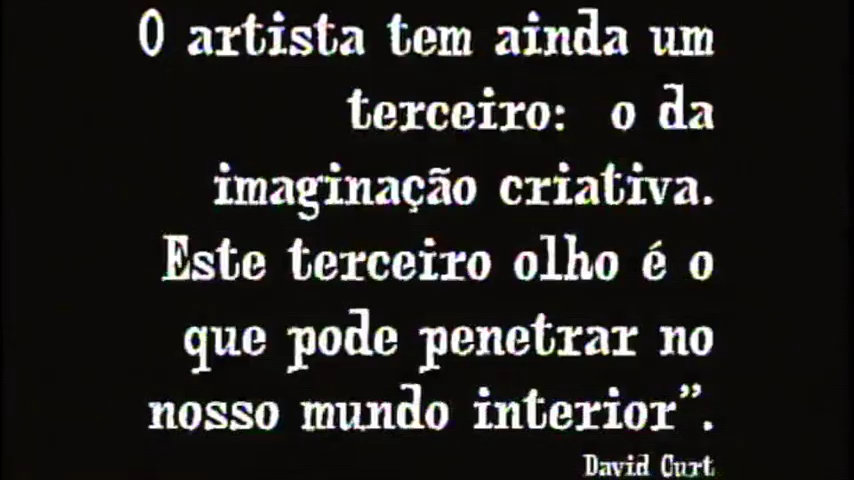 O artista tem ainda um
terceiro: o da
imaginação criativa.
Este terceiro olho é o
que pode penetrar no
nosso mundo interior”.
David Curt